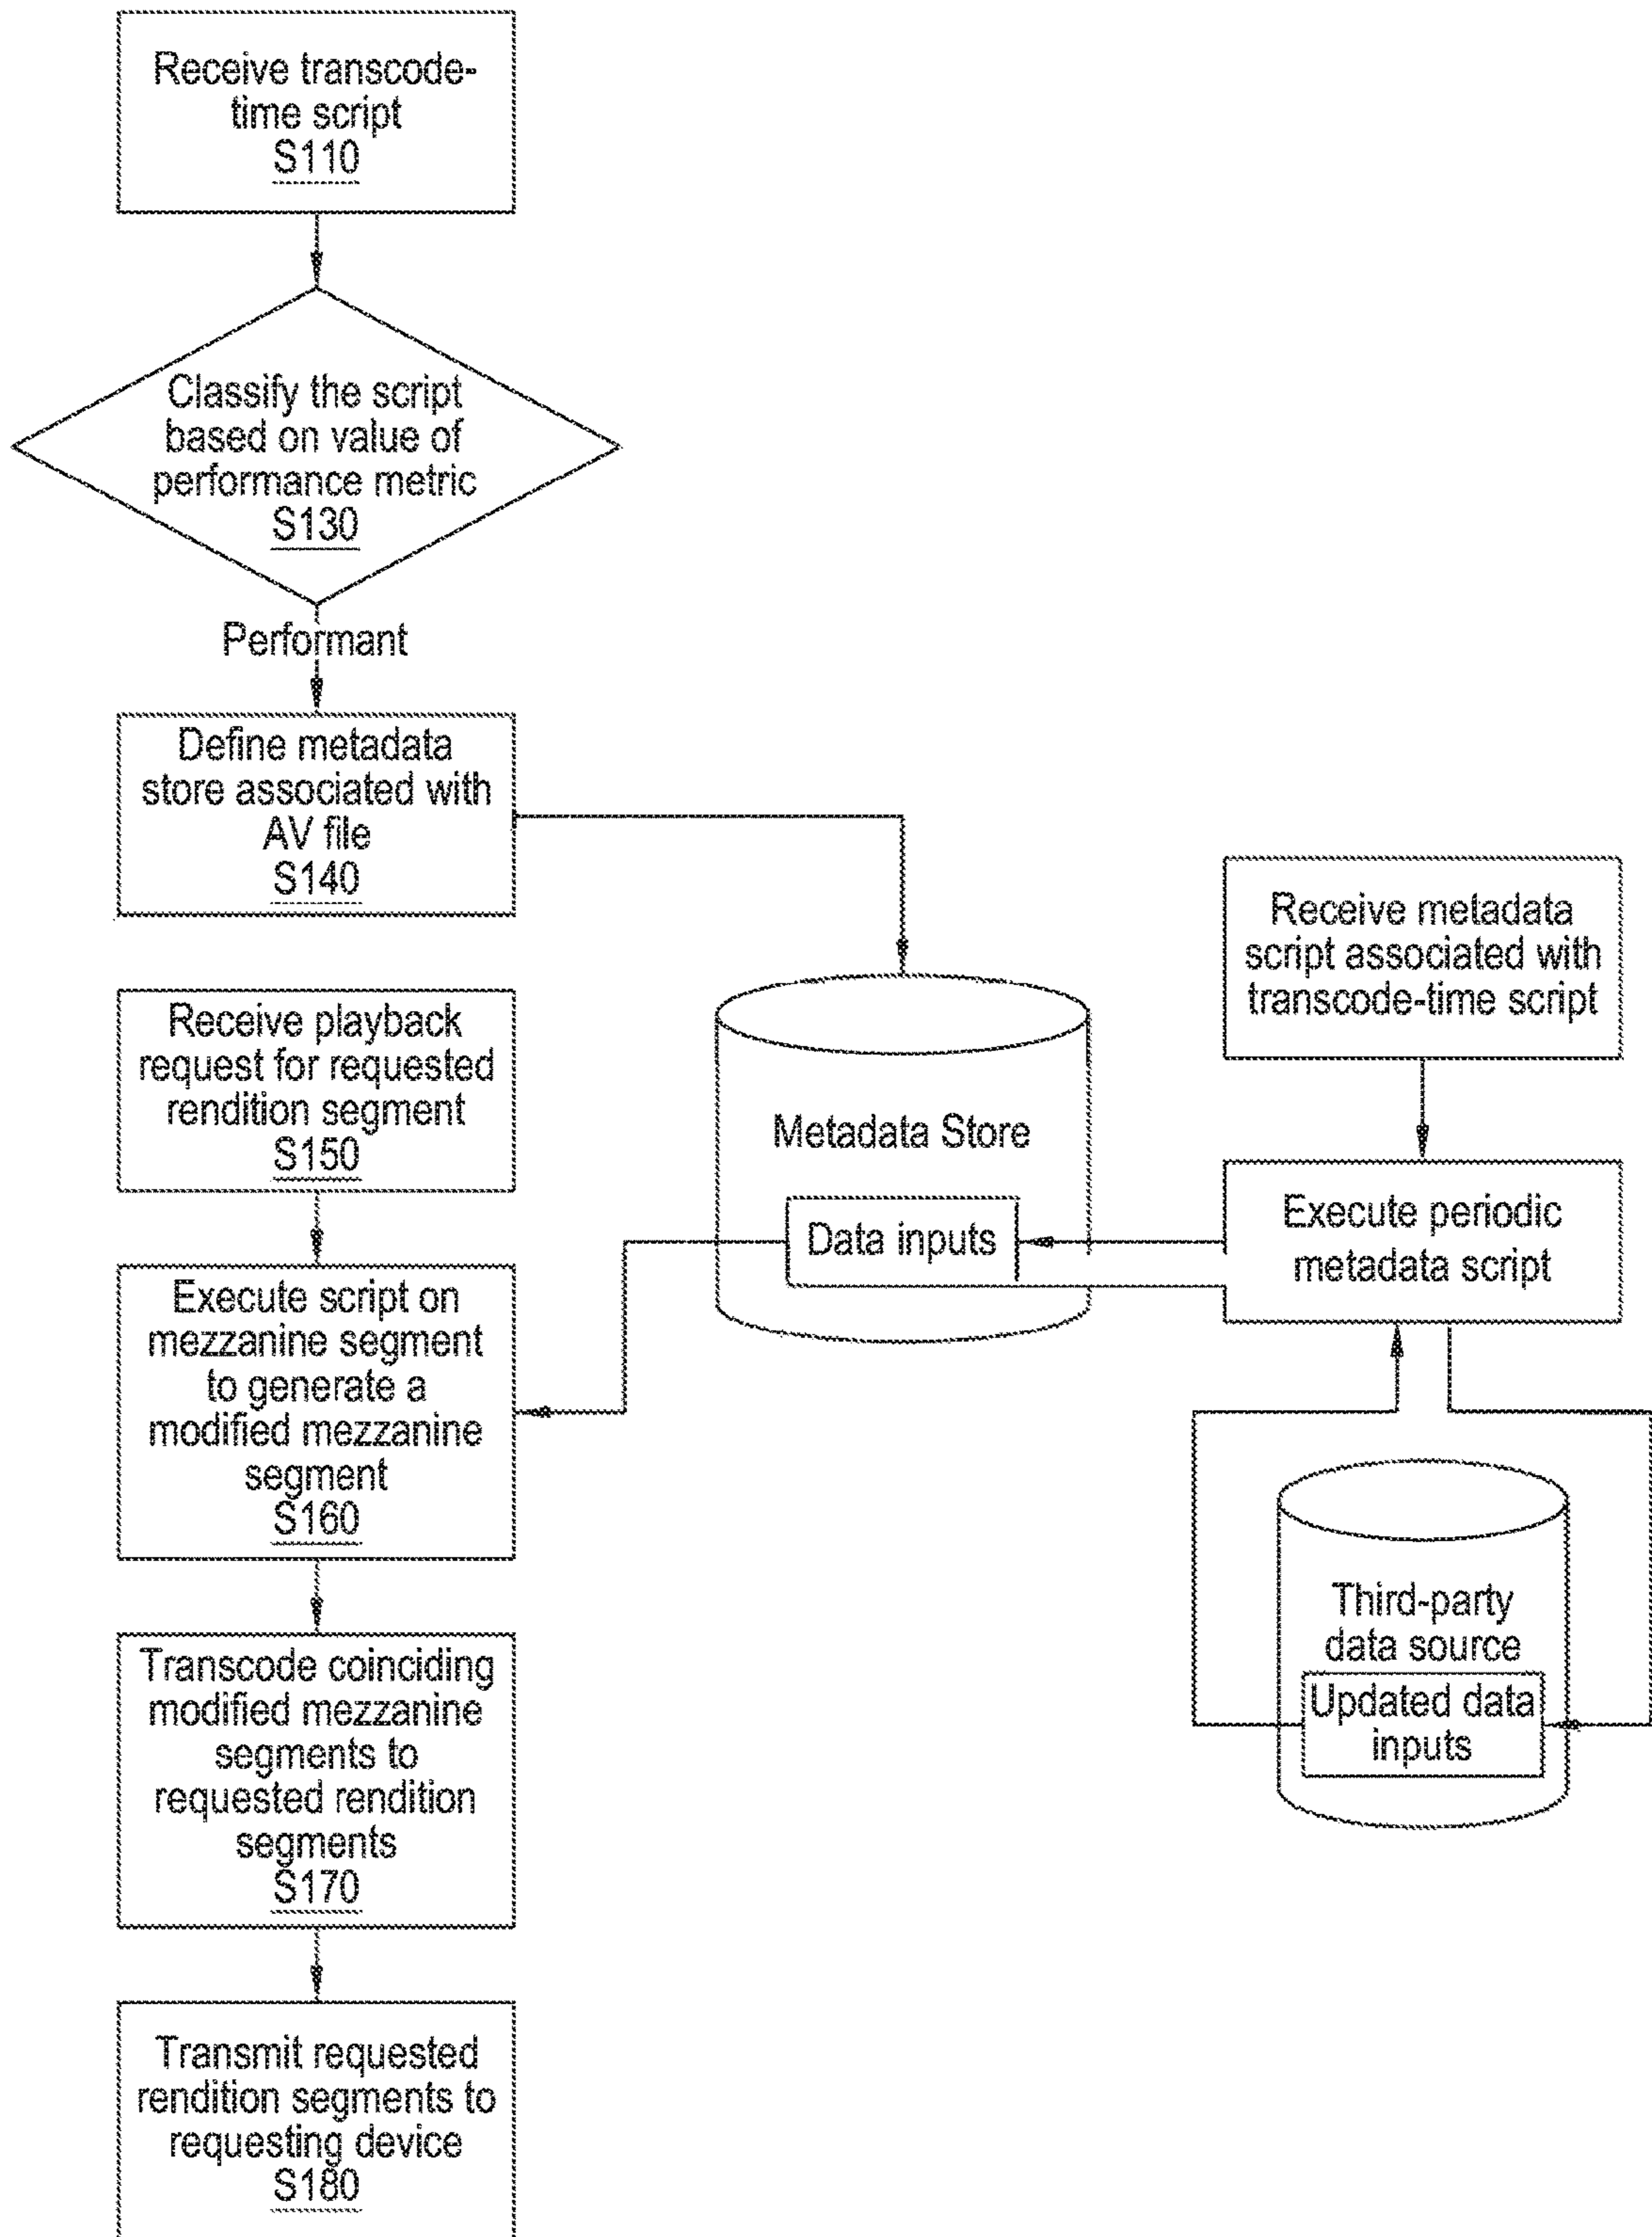 Receive transcode-
time script
S110
Classify the script
based on value of
performance metric
S130
Performant
Define metadata
store associated with
AV file
S140
Receive playback
request for requested
rendition segment
S150
Execute script on
mezzanine segment
to generate a
modified mezzanine
segment
S160
Transcode coinciding
modified mezzanine
segments to
requested rendition
segments
S170
Transmit requested
rendition segments to
requesting device
S180
Metadata Store
Data inputs
Receive metadata
script associated with
transcode-time script
Execute periodic
metadata script
Third-party
data source
Updated data
inputs